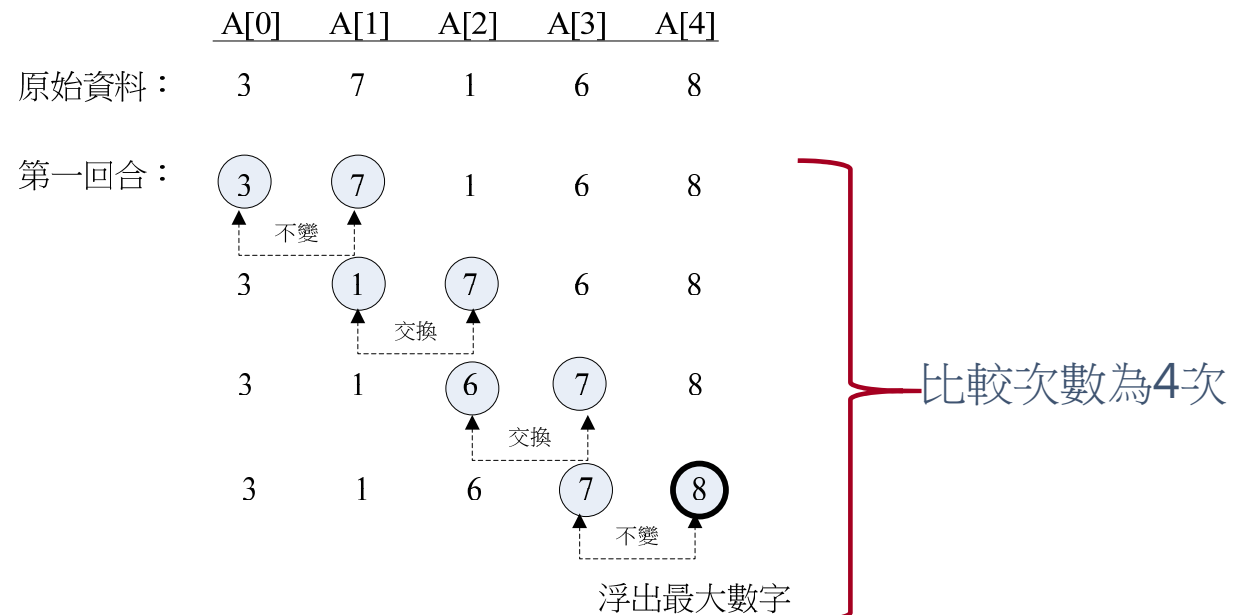 A[0] A[1] A[2] A[3] A[4]
原始資料： 3 7 1 6 8
第一回合： 3 7 1 6 8
不變
3 1 7 6 8
交換
3 1 6 7 8
比較次數為4次
交換
3 1 6 7 8
不變
浮出最大數字